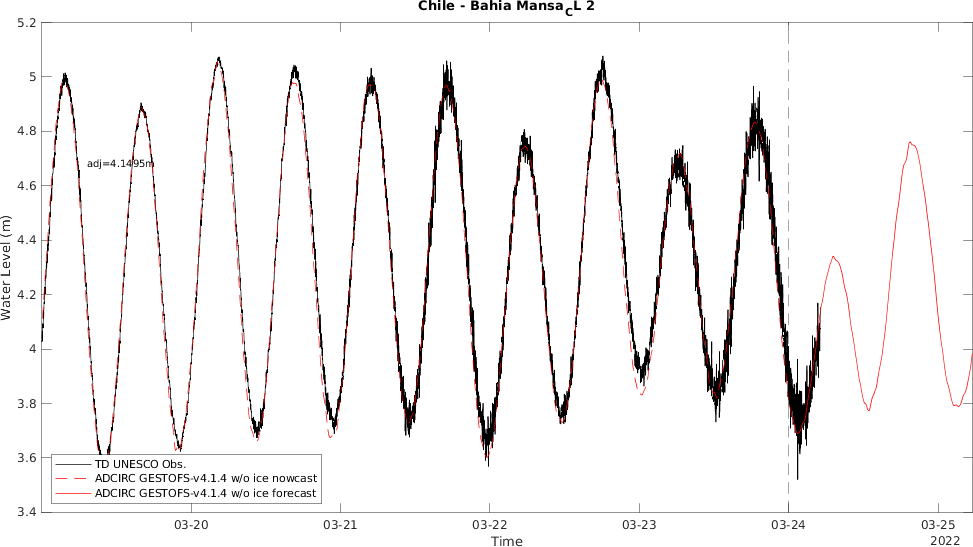 Chile - Bahia MansaCL 2
5.2
5
4.8
4.6
4.4
4.2
4
3.8
3.6
3.4
Water Level (m)
adj=4.1495m
TD UNESCO Obs.
ADCIRC GESTOFS-v4.1.4 w/o ice nowcast
ADCIRC GESTOFS-v4.1.4 w/o ice forecast
03-20
03-21
03-22
03-23
03-24
03-25
Time
2022